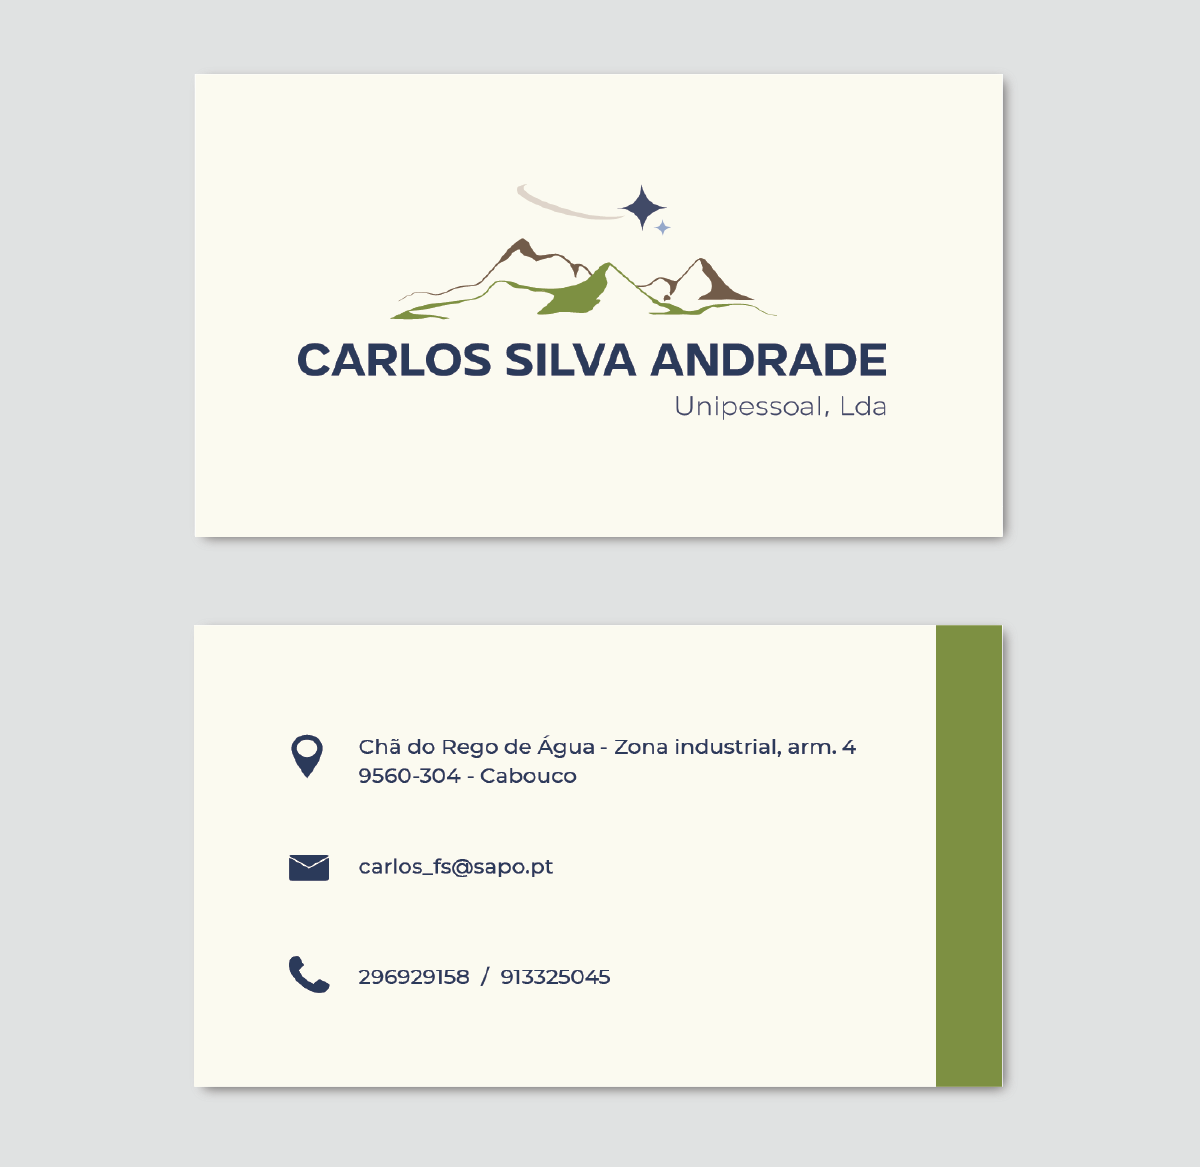 CARLOS SILVA ANDRADE
Unipessoal, Lda
Chã do Rego de Água - Zona industrial, arm. 4
9560-304 - Cabouco
carlos_fs@sapo.pt
296929158 / 913325045